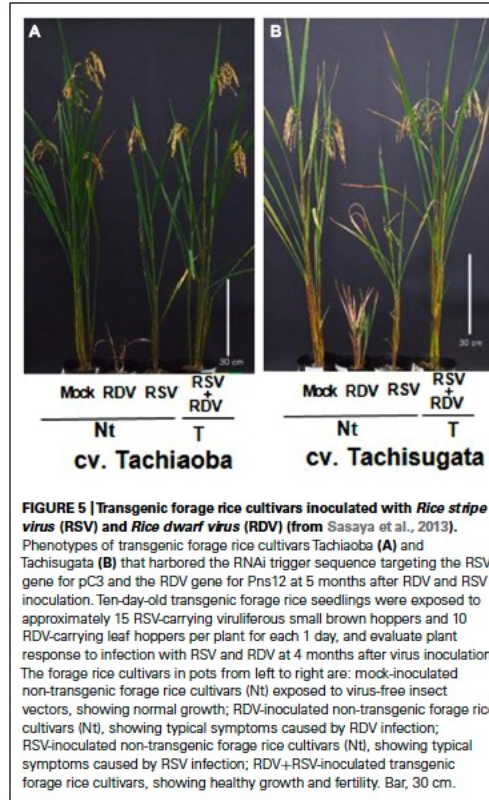 A
B
30 cm
30 cm
Mock RDV RSV RSV + RDV
Mock RDV RSV RSV + RDV
Nt T
Nt T
cv. Tachiaoba
cv. Tachisugata
FIGURE 5 | Transgenic forage rice cultivars inoculated with Rice stripe
virus (RSV) and Rice dwarf virus (RDV) (from Sasaya et al., 2013).
Phenotypes of transgenic forage rice cultivars Tachiaoba (A) and
Tachisugata (B) that harbored the RNAi trigger sequence targeting the RSV
gene for pC3 and the RDV gene for Pns12 at 5 months after RDV and RSV
inoculation. Ten-day-old transgenic forage rice seedlings were exposed to
approximately 15 RSV-carrying viruliferous small brown hoppers and 10
RDV-carrying leaf hoppers per plant for each 1 day, and evaluate plant
response to infection with RSV and RDV at 4 months after virus inoculation
The forage rice cultivars in pots from left to right are: mock-inoculated
non-transgenic forage rice cultivars (Nt) exposed to virus-free insect
vectors, showing normal growth; RDV-inoculated non-transgenic forage rice
cultivars (Nt), showing typical symptoms caused by RDV infection;
RSV-inoculated non-transgenic forage rice cultivars (Nt), showing typical
symptoms caused by RSV infection; RDV+RSV-inoculated transgenic
forage rice cultivars, showing healthy growth and fertility. Bar, 30 cm.